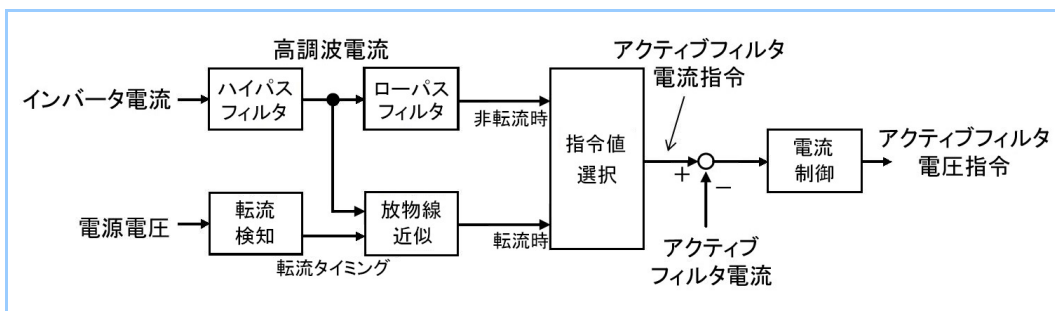 高調波電流
アクティブフィルタ
電流指令
インバータ電流
ハイパス
フィルタ
ローパス
フィルタ
非転流時
指令値
選択
+
−
電流
制御
アクティブフィルタ
電圧指令
電源電圧
転流
検知
転流タイミング
放物線
近似
転流時
アクティブ
フィルタ電流